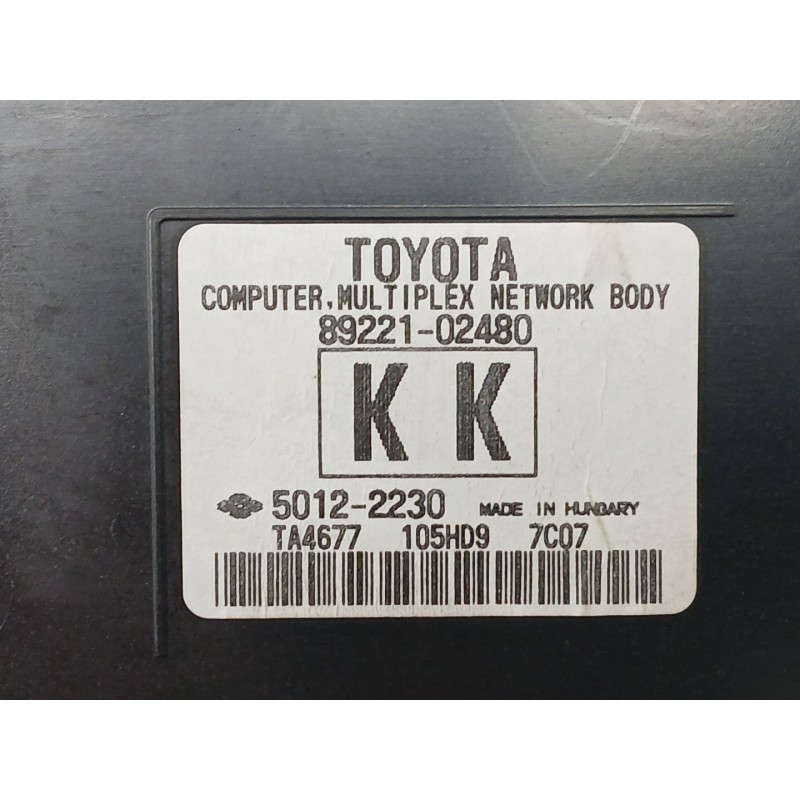 TOYOTA
COMPUTER,MULTIPLEX NETWORK BODY
89221-02480
K K
5012-2230 MADE IN HUNGARY
TA4677 105HD9 7C07